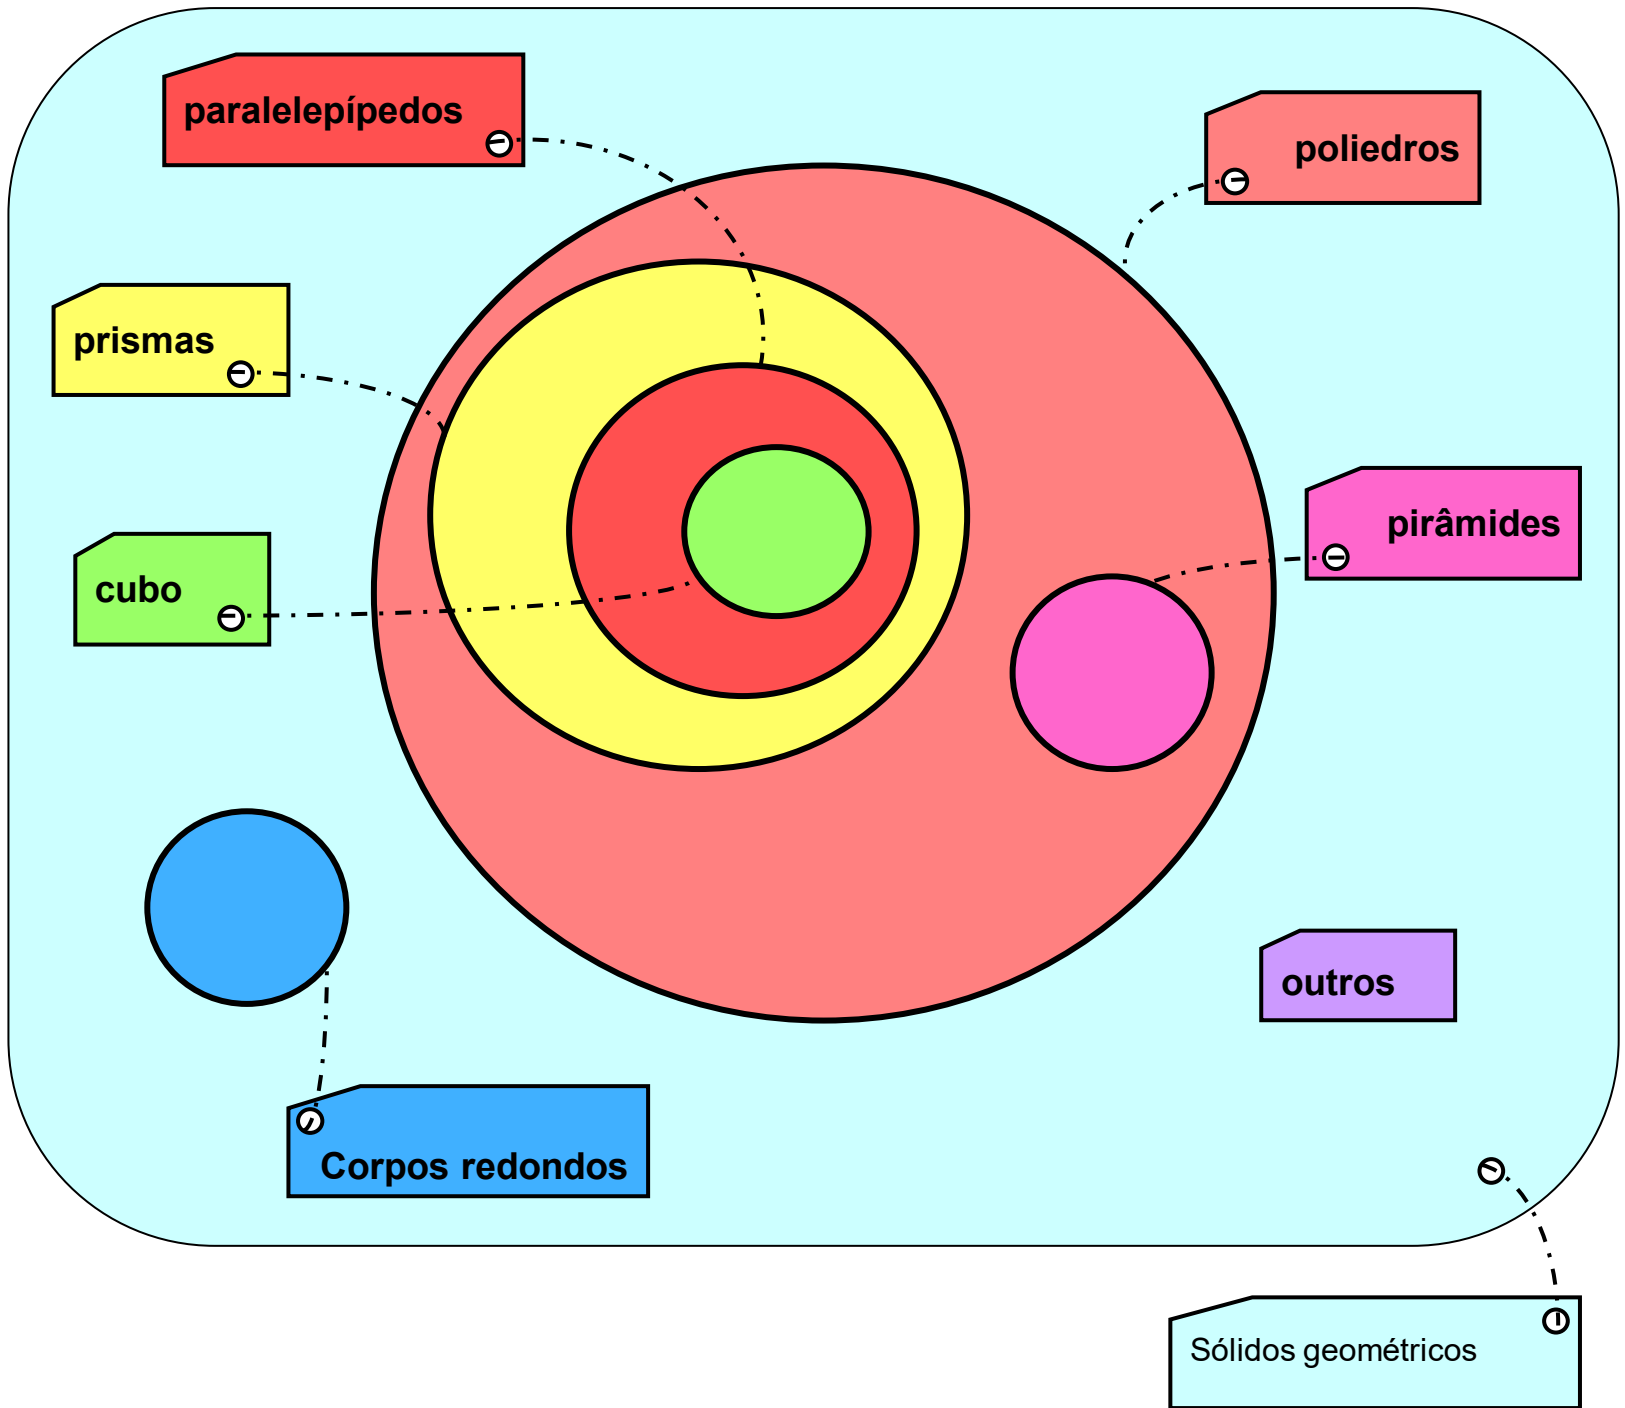 paralelepípedos
poliedros
prismas
pirâmides
cubo
outros
Corpos redondos
Sólidos geométricos